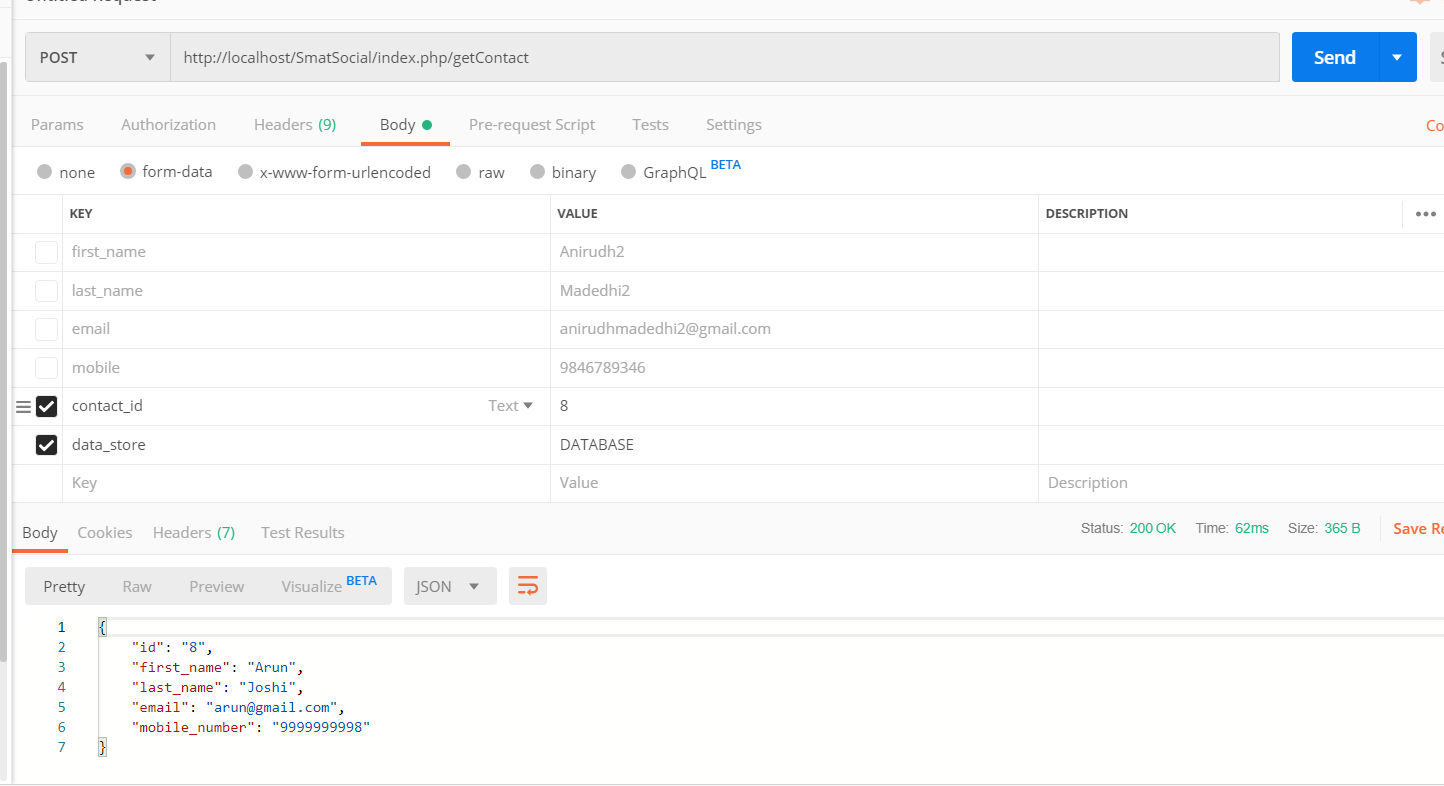 POST http://localhost/SmatSocial/index.php/getContact Send
Params Authorization Headers (9) Body Pre-request Script Tests Settings Co
none form-data x-www-form-urlencoded raw binary GraphQL BETA
KEY VALUE DESCRIPTION
first_name Anirudh2
last_name Madedhi2
email anirudhmadedhi2@gmail.com
mobile 9846789346
contact_id Text 8
data_store DATABASE
Key Value Description
Body Cookies Headers (7) Test Results Status: 200 OK Time: 62ms Size: 365 B Save Re
Pretty Raw Preview Visualize BETA JSON
1 {
2 "id": "8",
3 "first_name": "Arun",
4 "last_name": "Joshi",
5 "email": "arun@gmail.com",
6 "mobile_number": "9999999998"
7 }